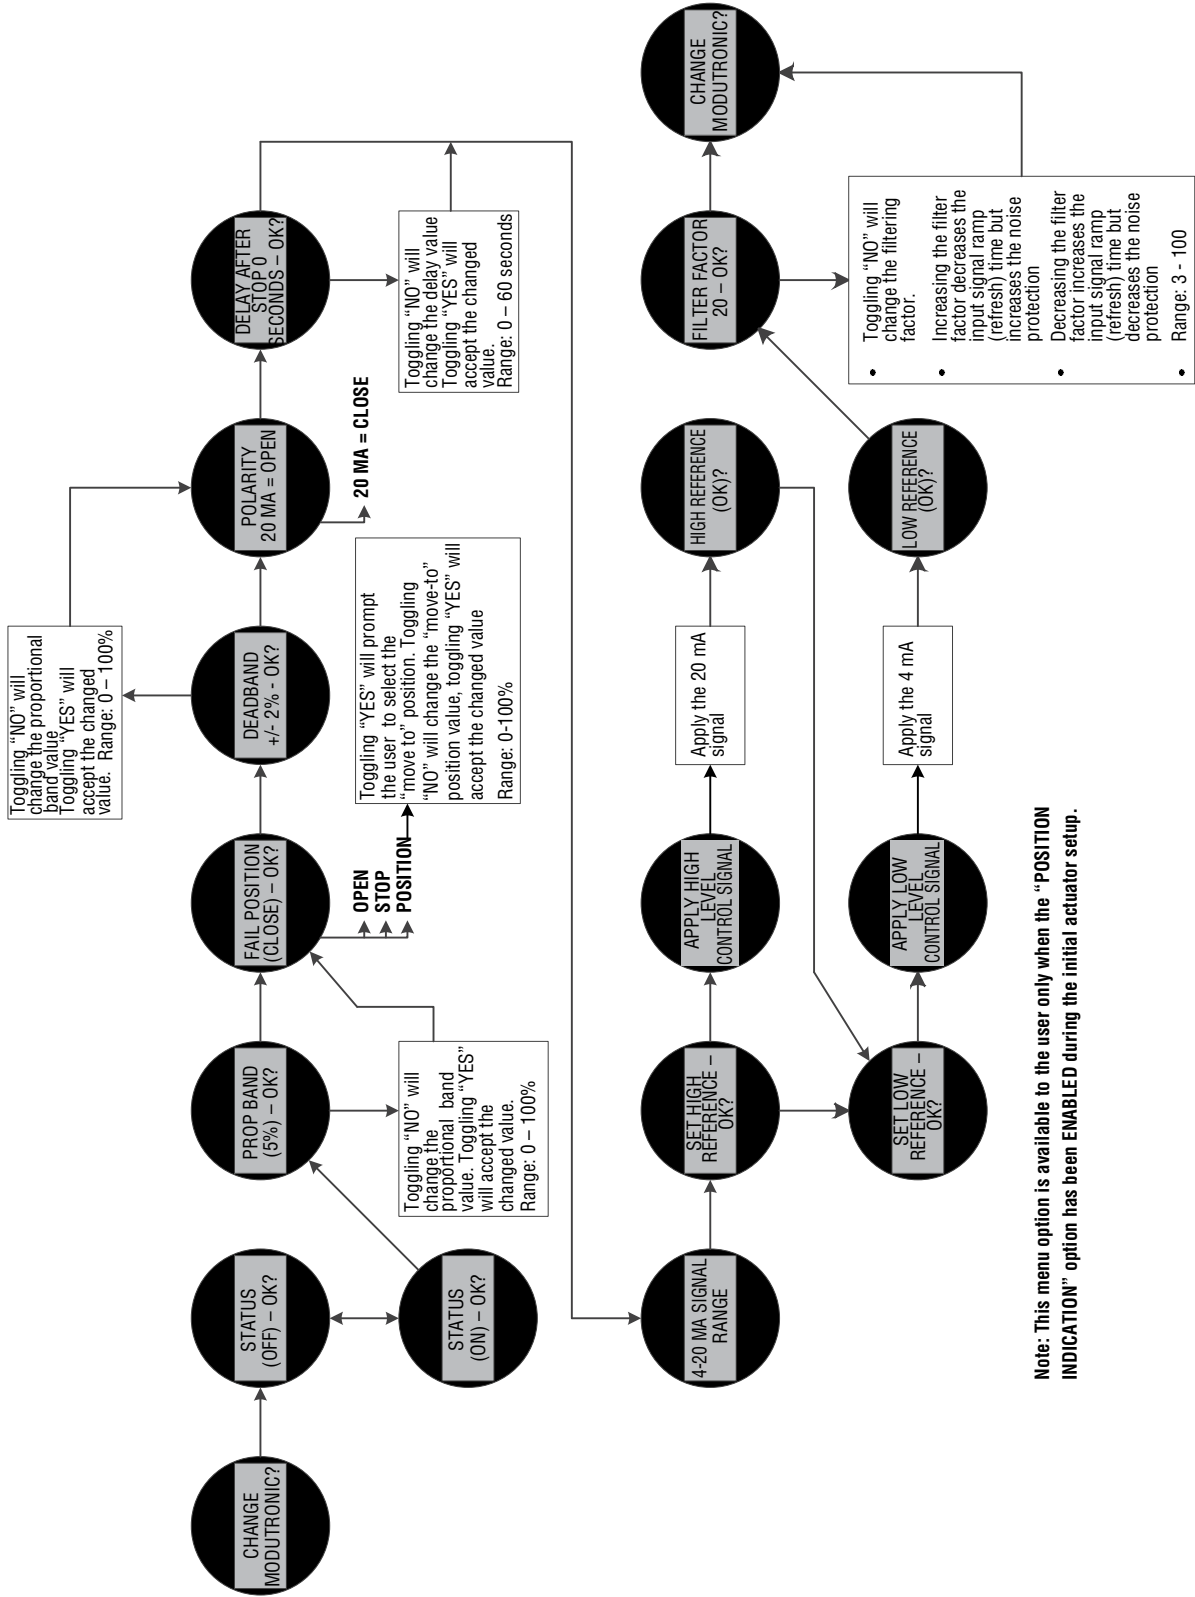 CHANGE
MODUTRONIC?
STATUS
(OFF) – OK?
STATUS
(ON) – OK?
PROP BAND
(5%) – OK?
Toggling “NO” will
change the
proportional band
value. Toggling “YES”
will accept the
changed value.
Range: 0 – 100%
FAIL POSITION
(CLOSE) – OK?
OPEN
STOP
POSITION
Toggling “YES” will prompt
the user to select the
“move to” position. Toggling
“NO” will change the “move-to”
position value, toggling “YES” will
accept the changed value
Range: 0-100%
DEADBAND
+/- 2% - OK?
Toggling “NO” will
change the proportional
band value
Toggling “YES” will
accept the changed
value. Range: 0 – 100%
POLARITY
20 MA = OPEN
20 MA = CLOSE
DELAY AFTER
STOP 0
SECONDS – OK?
Toggling “NO” will
change the delay value
Toggling “YES” will
accept the changed
value.
Range: 0 – 60 seconds
4-20 MA SIGNAL
RANGE
SET HIGH
REFERENCE –
OK?
APPLY HIGH
LEVEL
CONTROL SIGNAL
Apply the 20 mA
signal
HIGH REFERENCE
(OK)?
SET LOW
REFERENCE –
OK?
APPLY LOW
LEVEL
CONTROL SIGNAL
Apply the 4 mA
signal
LOW REFERENCE
(OK)?
FILTER FACTOR
20 – OK?
• Toggling “NO” will
change the filtering
factor.
• Increasing the filter
factor decreases the
input signal ramp
(refresh) time but
increases the noise
protection
• Decreasing the filter
factor increases the
input signal ramp
(refresh) time but
decreases the noise
protection
• Range: 3 - 100
CHANGE
MODUTRONIC?
Note: This menu option is available to the user only when the “POSITION
INDICATION” option has been ENABLED during the initial actuator setup.